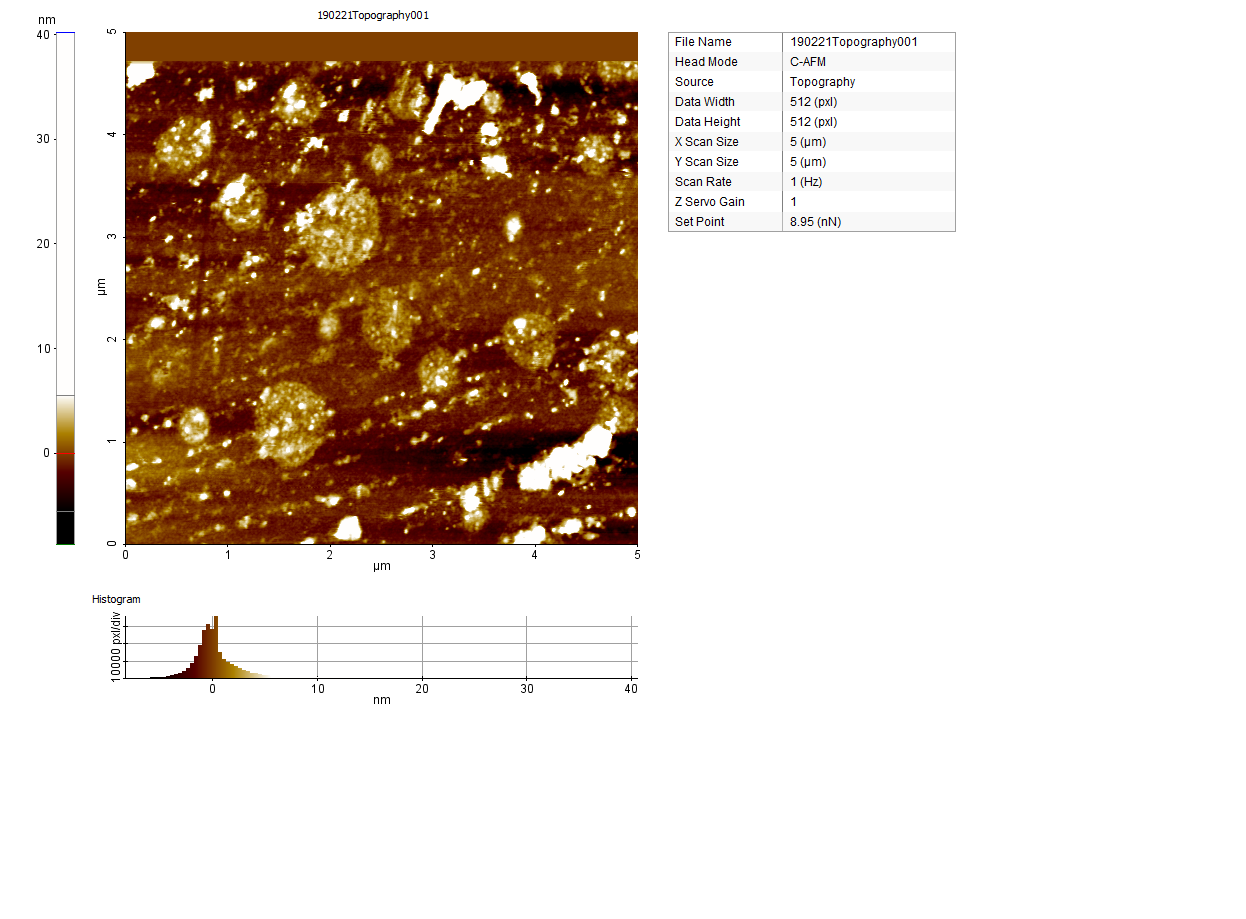 190221Topography001
nm
40
30
20
10
0
5
4
3
2
1
0
µm
0 1 2 3 4 5
µm
File Name 190221Topography001
Head Mode C-AFM
Source Topography
Data Width 512 (pxl)
Data Height 512 (pxl)
X Scan Size 5 (µm)
Y Scan Size 5 (µm)
Scan Rate 1 (Hz)
Z Servo Gain 1
Set Point 8.95 (nN)
Histogram
10000 pxl/div
0 10 20 30 40
nm